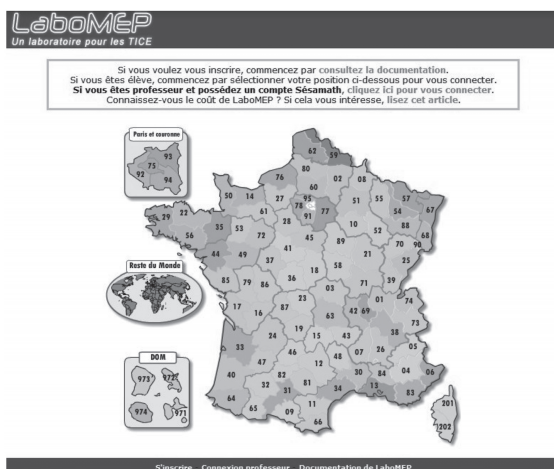 LaboMEP
Un laboratoire pour les TICE
Si vous voulez vous inscrire, commencez par consultez la documentation.
Si vous êtes élève, commencez par sélectionner votre position ci-dessous pour vous connecter.
Si vous êtes professeur et possédez un compte Sésamath, cliquez ici pour vous connecter.
Connaissez-vous le coût de LaboMEP ? Si cela vous intéresse, lisez cet article.
Paris et couronne
93
75
92
94
62 59
80
76 02 08
60
50 14 27 95 51 55 57
78 54 67
61 91 77
29 22 28 10 88
35 53 52 68
56 72 45 70 90
89
44 49 41 21 25
37
Reste du Monde
18 58 39
85 79 86 36 71
03
17 23 01 74
16 87 42 69
63 73
19 38
24 15 43
33 05
46 48 07 26
47 12
40 82 30 84 04 06
32 81 34 13 83
31
64 65 09 11
66
201
202
DOM
973 972
974 971
S'inscrire Connexion professeur Documentation de LaboMEP